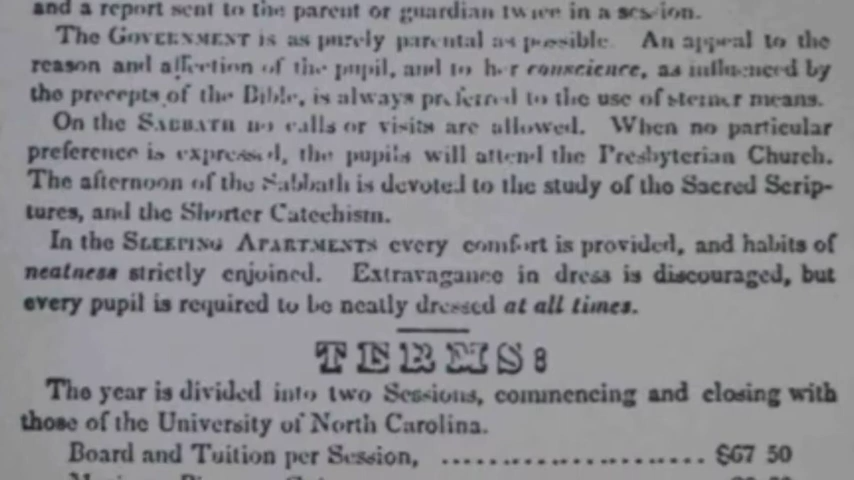 and a report sent to the parent or guardian twice in a session.
The GOVERNMENT is as purely parental as possible. An appeal to the
reason and affection of the pupil, and to her conscience, as influenced by
the precepts of the Bible, is always preferred to the use of sterner means.
On the SABBATH no calls or visits are allowed. When no particular
preference is expressed, the pupils will attend the Presbyterian Church.
The afternoon of the Sabbath is devoted to the study of the Sacred Scrip-
tures, and the Shorter Catechism.
In the SLEEPING APARTMENTS every comfort is provided, and habits of
neatness strictly enjoined. Extravagance in dress is discouraged, but
every pupil is required to be neatly dressed at all times.
TERMS:
The year is divided into two Sessions, commencing and closing with
those of the University of North Carolina.
Board and Tuition per Session, ........................ $67 50